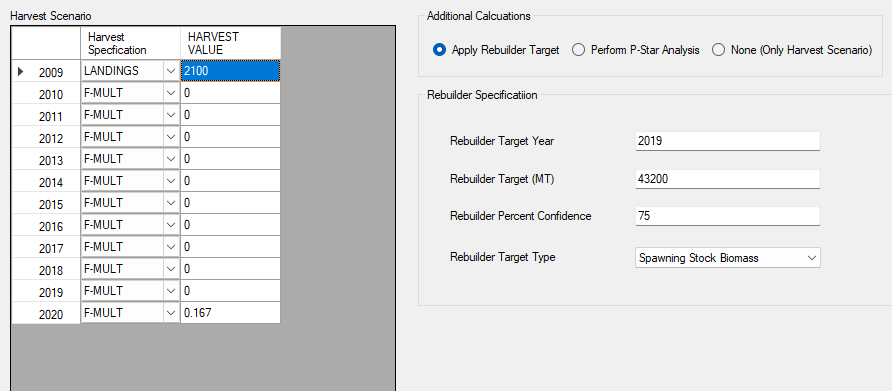 Harvest Scenario
Harvest Specfication HARVEST VALUE
2009 LANDINGS 2100
2010 F-MULT 0
2011 F-MULT 0
2012 F-MULT 0
2013 F-MULT 0
2014 F-MULT 0
2015 F-MULT 0
2016 F-MULT 0
2017 F-MULT 0
2018 F-MULT 0
2019 F-MULT 0
2020 F-MULT 0.167
Additional Calcuations
Apply Rebuilder Target Perform P-Star Analysis None (Only Harvest Scenario)
Rebuilder Specificatiion
Rebuilder Target Year 2019
Rebuilder Target (MT) 43200
Rebuilder Percent Confidence 75
Rebuilder Target Type Spawning Stock Biomass